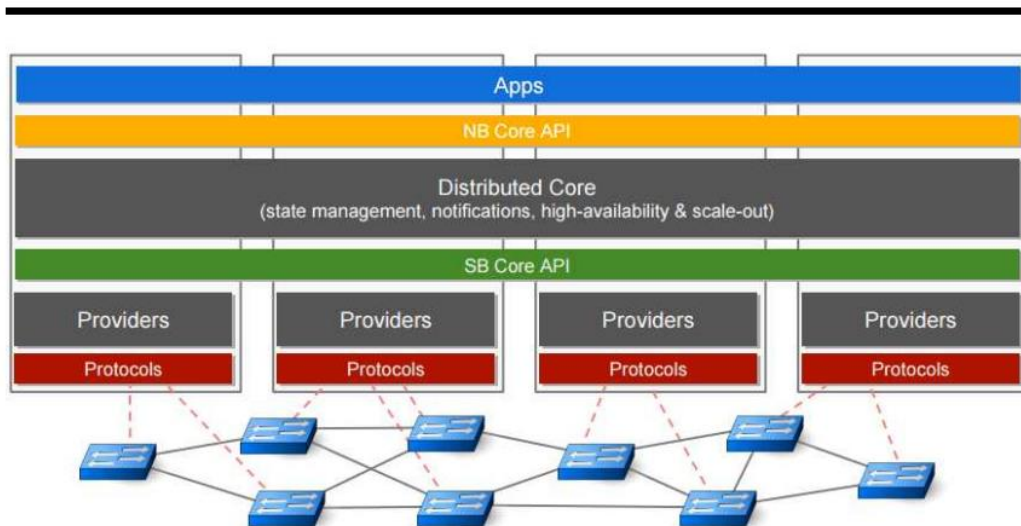 Apps
NB Core API
Distributed Core
(state management, notifications, high-availability & scale-out)
SB Core API
Providers Providers Providers Providers
Protocols Protocols Protocols Protocols